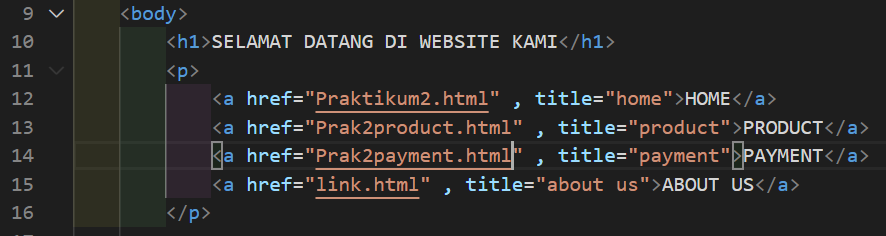 9 <body>
10 <h1>SELAMAT DATANG DI WEBSITE KAMI</h1>
11 <p>
12 <a href="Praktikum2.html" , title="home">HOME</a>
13 <a href="Prak2product.html" , title="product">PRODUCT</a>
14 <a href="Prak2payment.html" , title="payment">PAYMENT</a>
15 <a href="link.html" , title="about us">ABOUT US</a>
16 </p>